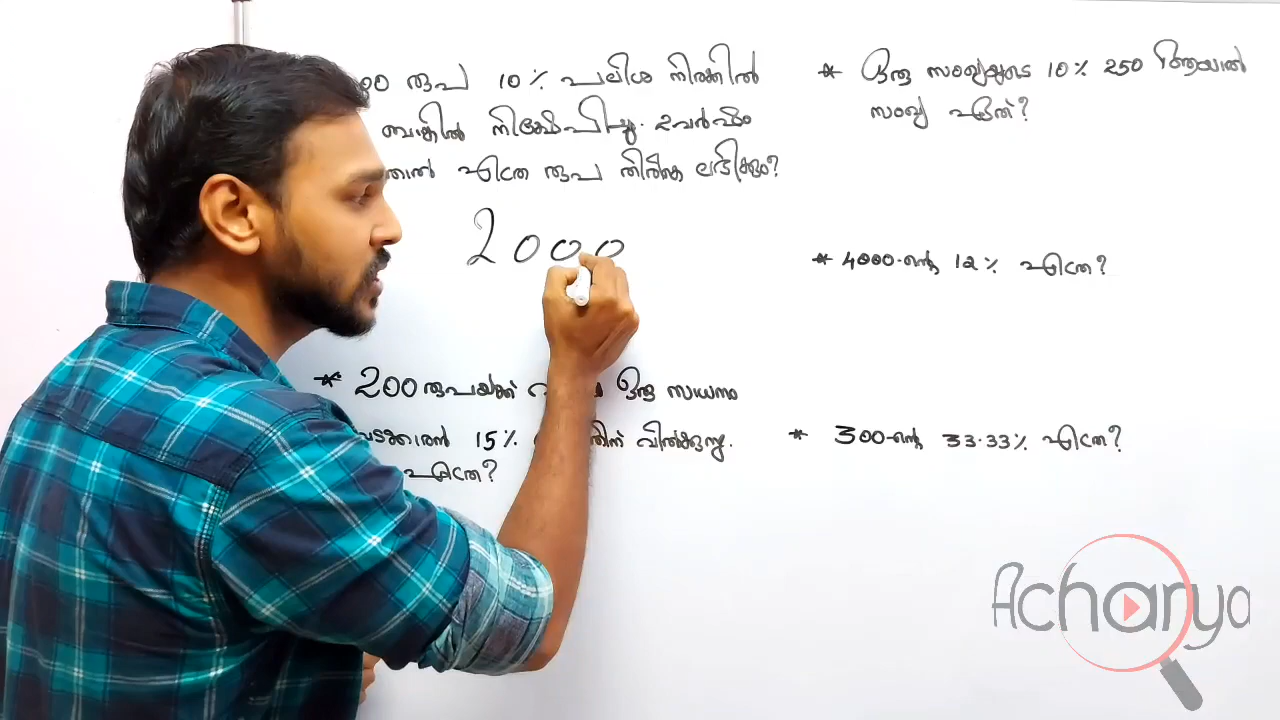 00 രൂപ 10% പലിശ നിരക്കിൽ
ബാങ്കിൽ നിക്ഷേപിച്ചു. 2 വർഷം
എത്ര രൂപ തിരികെ ലഭിക്കും?
2000
* 200 രൂപയ്ക്ക് ഒരു സാധനം
15% വിൽക്കുന്നു.
എത്ര?
* ഒരു സംഖ്യയുടെ 10% 250 ആയാൽ
സംഖ്യ ഏത്?
* 4000-ന്റെ 12% എത്ര?
* 300-ന്റെ 33.33% എത്ര?
Acharya